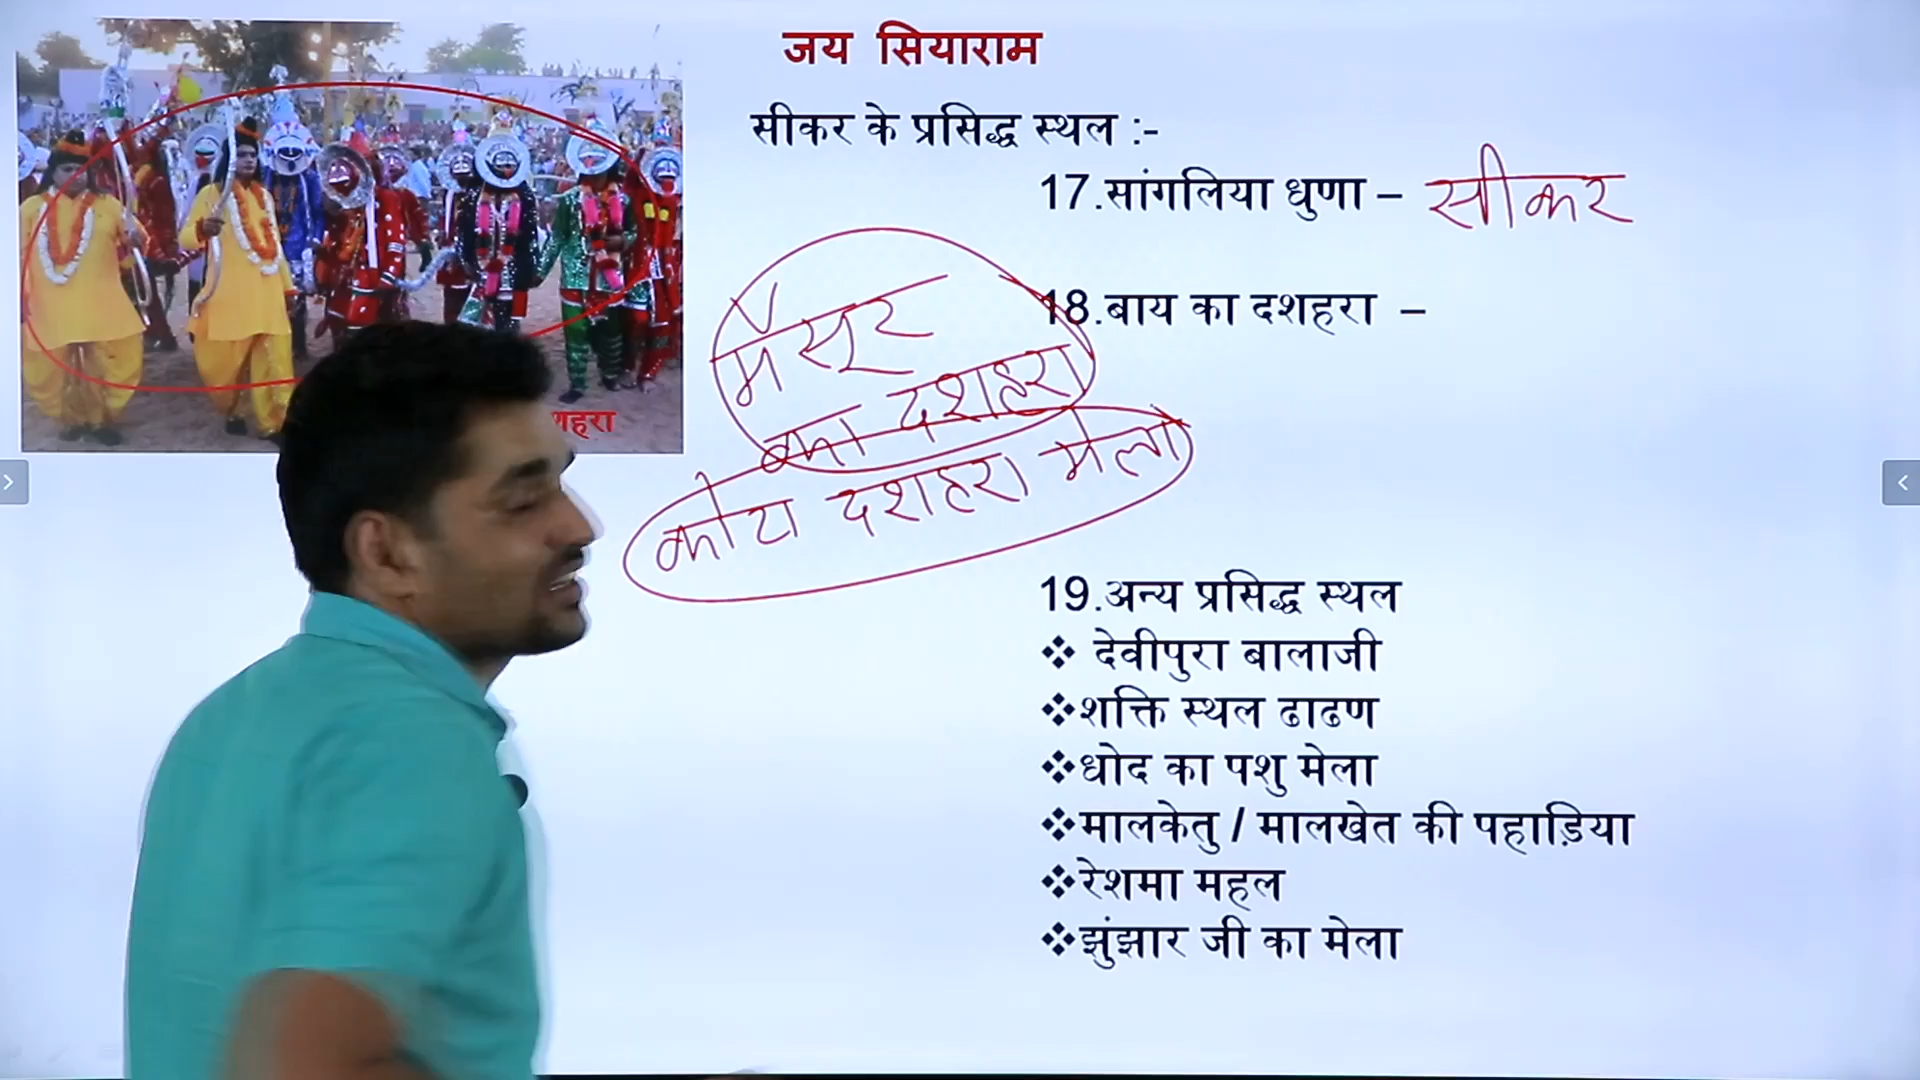 जय सियाराम
सीकर के प्रसिद्ध स्थल :-
17.सांगलिया धुणा – सीकर
18.बाय का दशहरा –
मैसूर
का दशहरा
कोटा दशहरा मेला
शहरा
19.अन्य प्रसिद्ध स्थल
❖ देवीपुरा बालाजी
❖शक्ति स्थल ढाढण
❖धोद का पशु मेला
❖मालकेतु / मालखेत की पहाड़िया
❖रेशमा महल
❖झुंझार जी का मेला